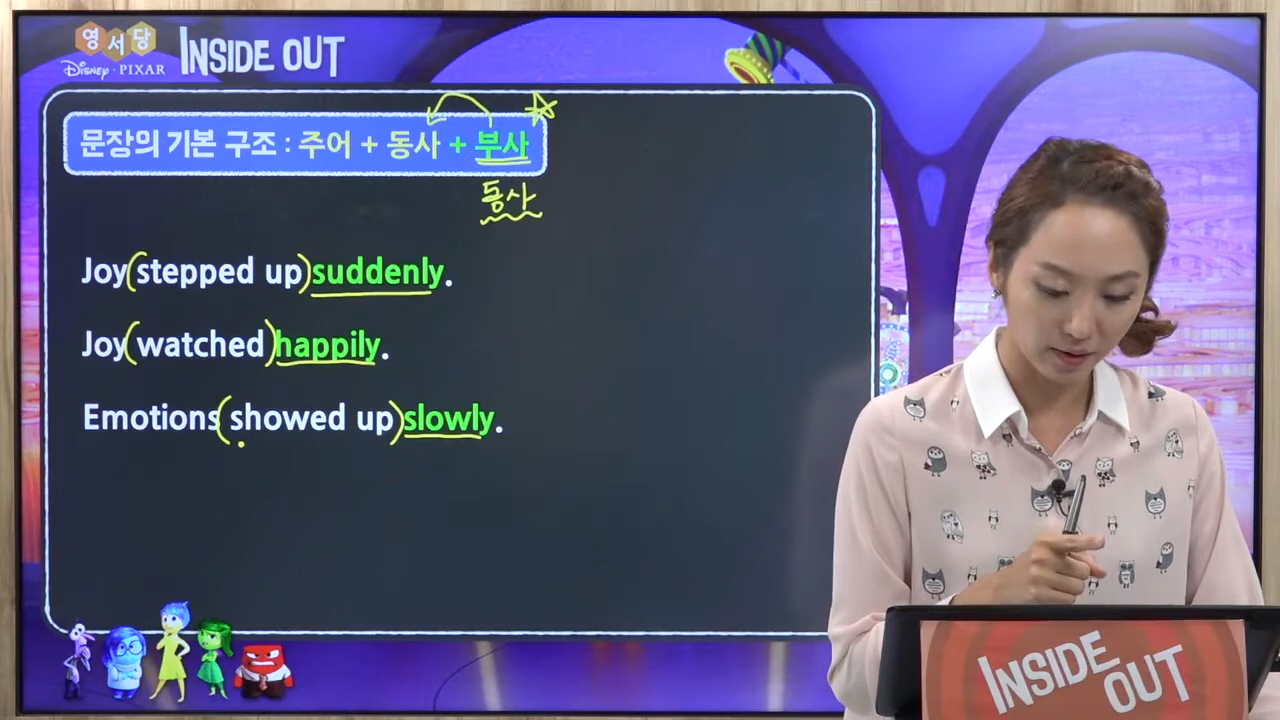 영서당
DISNEY · PIXAR
INSIDE OUT
문장의 기본 구조 : 주어 + 동사 + 부사
동사
Joy (stepped up) suddenly.
Joy (watched) happily.
Emotions (showed up) slowly.
INSIDE
OUT